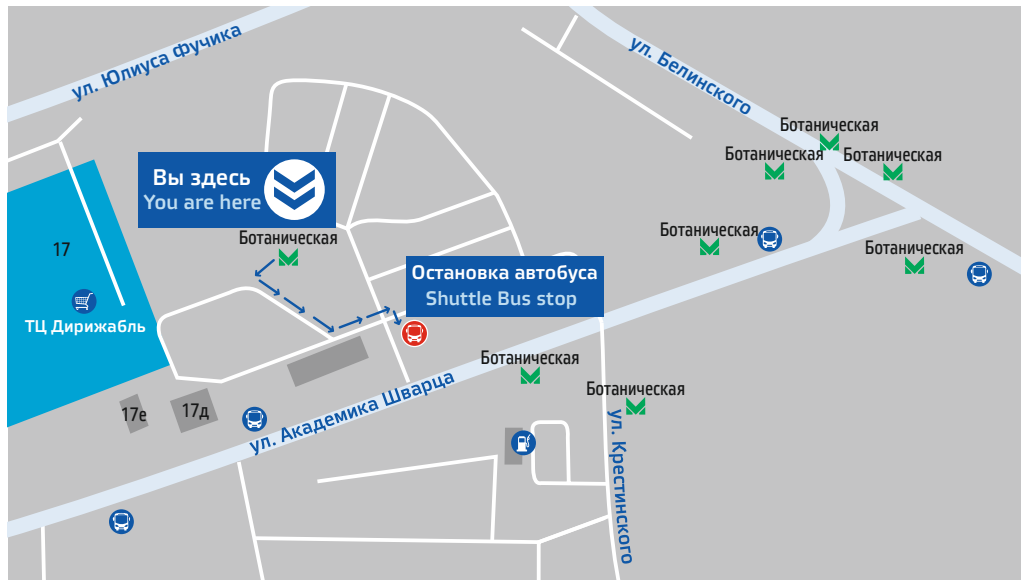 ул. Юлиуса Фучика
ул. Белинского
Ботаническая
Ботаническая
Ботаническая
Вы здесь
You are here
Ботаническая
Ботаническая
17
Ботаническая
Остановка автобуса
Shuttle Bus stop
ТЦ Дирижабль
Ботаническая
ул. Академика Шварца
Ботаническая
17е
17д
ул. Крестинского